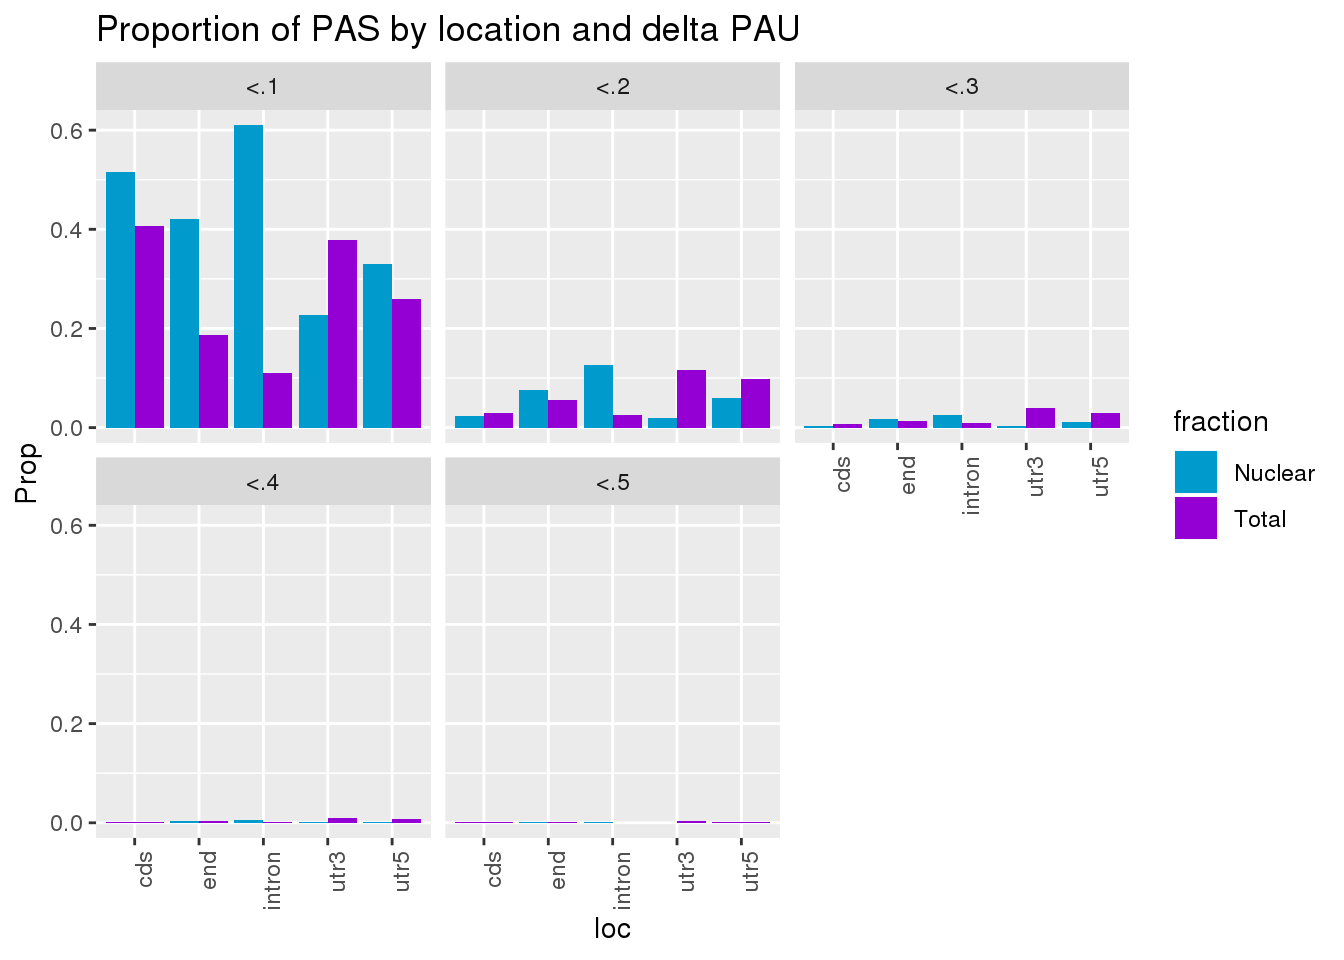 Proportion of PAS by location and delta PAU
<.1 <.2 <.3
0.6
0.4
0.2
0.0
cds end intron utr3 utr5
Prop
<.4 <.5
0.6
0.4
0.2
0.0
cds end intron utr3 utr5 cds end intron utr3 utr5
loc
fraction
Nuclear
Total